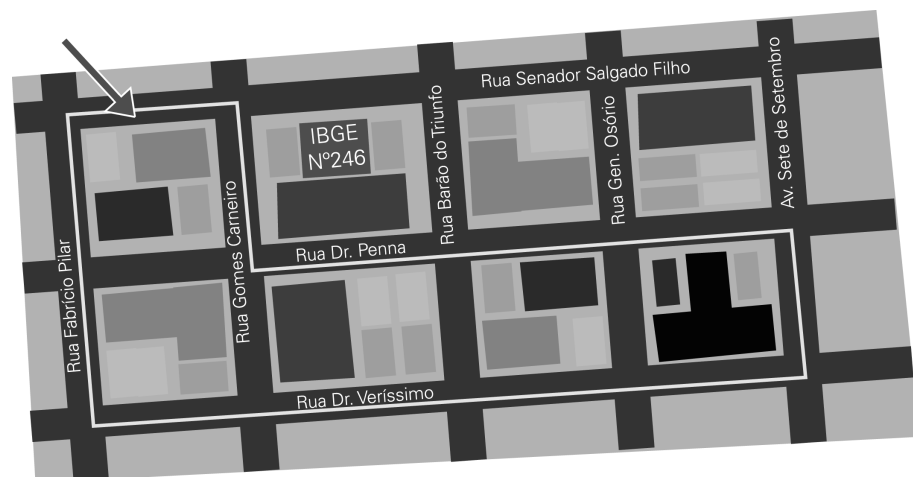 Rua Senador Salgado Filho
IBGE
Nº246
Rua Barão do Triunfo
Rua Gen. Osório
Av. Sete de Setembro
Rua Fabrício Pilar
Rua Gomes Carneiro
Rua Dr. Penna
Rua Dr. Veríssimo